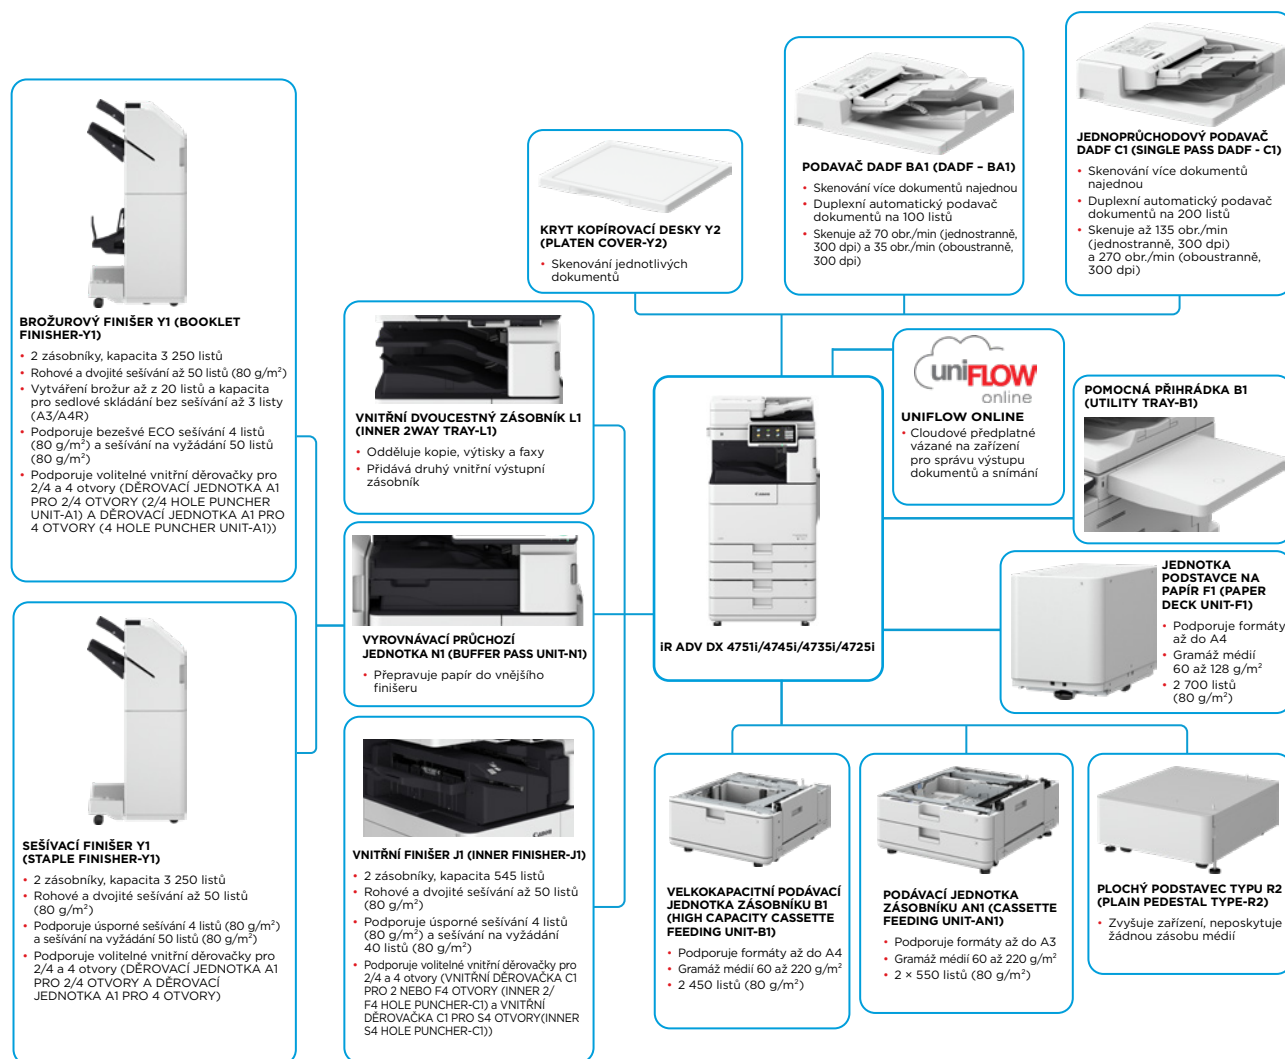 BROŽUROVÝ FINIŠER Y1 (BOOKLET
FINISHER-Y1)
• 2 zásobníky, kapacita 3 250 listů
• Rohové a dvojité sešívání až 50 listů (80 g/m²)
• Vytváření brožur až z 20 listů a kapacita
pro sedlové skládání bez sešívání až 3 listy
(A3/A4R)
• Podporuje bezešvé ECO sešívání 4 listů
(80 g/m²) a sešívání na vyžádání 50 listů
(80 g/m²)
• Podporuje volitelné vnitřní děrovačky pro
2/4 a 4 otvory (DĚROVACÍ JEDNOTKA A1
PRO 2/4 OTVORY (2/4 HOLE PUNCHER
UNIT-A1) A DĚROVACÍ JEDNOTKA A1 PRO
4 OTVORY (4 HOLE PUNCHER UNIT-A1))
SEŠÍVACÍ FINIŠER Y1
(STAPLE FINISHER-Y1)
• 2 zásobníky, kapacita 3 250 listů
• Rohové a dvojité sešívání až 50 listů
(80 g/m²)
• Podporuje úsporné sešívání 4 listů (80 g/m²)
a sešívání na vyžádání 50 listů (80 g/m²)
• Podporuje volitelné vnitřní děrovačky pro
2/4 a 4 otvory (DĚROVACÍ JEDNOTKA A1
PRO 2/4 OTVORY A DĚROVACÍ
JEDNOTKA A1 PRO 4 OTVORY)
VNITŘNÍ DVOUCESTNÝ ZÁSOBNÍK L1
(INNER 2WAY TRAY-L1)
• Odděluje kopie, výtisky a faxy
• Přidává druhý vnitřní výstupní
zásobník
VYROVNÁVACÍ PRŮCHOZÍ
JEDNOTKA N1 (BUFFER PASS UNIT-N1)
• Přepravuje papír do vnějšího
finišeru
Canon
VNITŘNÍ FINIŠER J1 (INNER FINISHER-J1)
• 2 zásobníky, kapacita 545 listů
• Rohové a dvojité sešívání až 50 listů
(80 g/m²)
• Podporuje úsporné sešívání 4 listů
(80 g/m²) a sešívání na vyžádání
40 listů (80 g/m²)
• Podporuje volitelné vnitřní děrovačky pro
2/4 a 4 otvory (VNITŘNÍ DĚROVAČKA C1
PRO 2 NEBO F4 OTVORY (INNER 2/
F4 HOLE PUNCHER-C1) a VNITŘNÍ
DĚROVAČKA C1 PRO S4 OTVORY(INNER
S4 HOLE PUNCHER-C1))
KRYT KOPÍROVACÍ DESKY Y2
(PLATEN COVER-Y2)
• Skenování jednotlivých
dokumentů
PODAVAČ DADF BA1 (DADF – BA1)
• Skenování více dokumentů najednou
• Duplexní automatický podavač
dokumentů na 100 listů
• Skenuje až 70 obr./min (jednostranně,
300 dpi) a 35 obr./min (oboustranně,
300 dpi)
JEDNOPRŮCHODOVÝ PODAVAČ
DADF C1 (SINGLE PASS DADF - C1)
• Skenování více dokumentů
najednou
• Duplexní automatický podavač
dokumentů na 200 listů
• Skenuje až 135 obr./min
(jednostranně, 300 dpi)
a 270 obr./min (oboustranně,
300 dpi)
Canon
iR ADV DX 4751i/4745i/4735i/4725i
uniFLOW
online
UNIFLOW ONLINE
• Cloudové předplatné
vázané na zařízení
pro správu výstupu
dokumentů a snímání
POMOCNÁ PŘIHRÁDKA B1
(UTILITY TRAY-B1)
JEDNOTKA
PODSTAVCE NA
PAPÍR F1 (PAPER
DECK UNIT-F1)
• Podporuje formáty
až do A4
• Gramáž médií
60 až 128 g/m²
• 2 700 listů
(80 g/m²)
VELKOKAPACITNÍ PODÁVACÍ
JEDNOTKA ZÁSOBNÍKU B1
(HIGH CAPACITY CASSETTE
FEEDING UNIT-B1)
• Podporuje formáty až do A4
• Gramáž médií 60 až 220 g/m²
• 2 450 listů (80 g/m²)
PODÁVACÍ JEDNOTKA
ZÁSOBNÍKU AN1 (CASSETTE
FEEDING UNIT-AN1)
• Podporuje formáty až do A3
• Gramáž médií 60 až 220 g/m²
• 2 × 550 listů (80 g/m²)
PLOCHÝ PODSTAVEC TYPU R2
(PLAIN PEDESTAL TYPE-R2)
• Zvyšuje zařízení, neposkytuje
žádnou zásobu médií